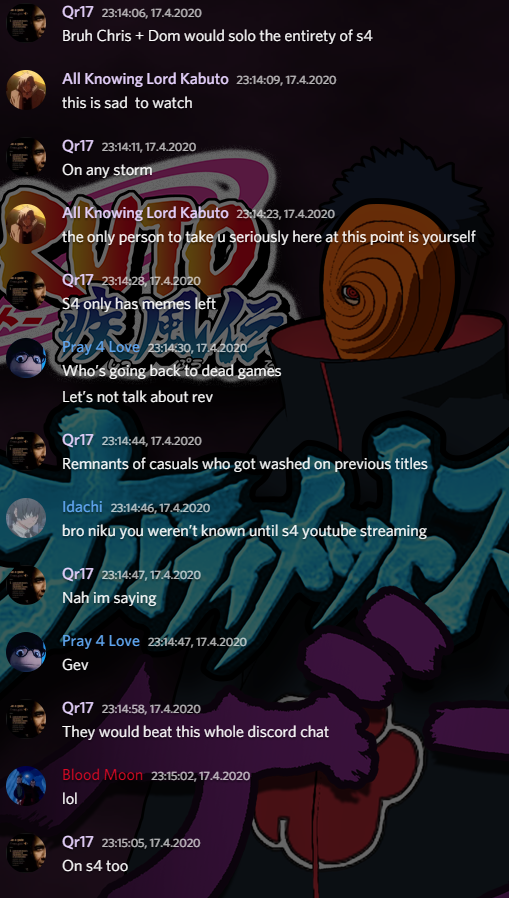 Qr17 23:14:06, 17.4.2020
Bruh Chris + Dom would solo the entirety of s4
All Knowing Lord Kabuto 23:14:09, 17.4.2020
this is sad to watch
Qr17 23:14:11, 17.4.2020
On any storm
All Knowing Lord Kabuto 23:14:23, 17.4.2020
the only person to take u seriously here at this point is yourself
Qr17 23:14:28, 17.4.2020
S4 only has memes left
Pray 4 Love 23:14:30, 17.4.2020
Who's going back to dead games
Let's not talk about rev
Qr17 23:14:44, 17.4.2020
Remnants of casuals who got washed on previous titles
Idachi 23:14:46, 17.4.2020
bro niku you weren't known until s4 youtube streaming
Qr17 23:14:47, 17.4.2020
Nah im saying
Pray 4 Love 23:14:47, 17.4.2020
Gev
Qr17 23:14:58, 17.4.2020
They would beat this whole discord chat
Blood Moon 23:15:02, 17.4.2020
lol
Qr17 23:15:05, 17.4.2020
On s4 too
RUTO
疾風伝